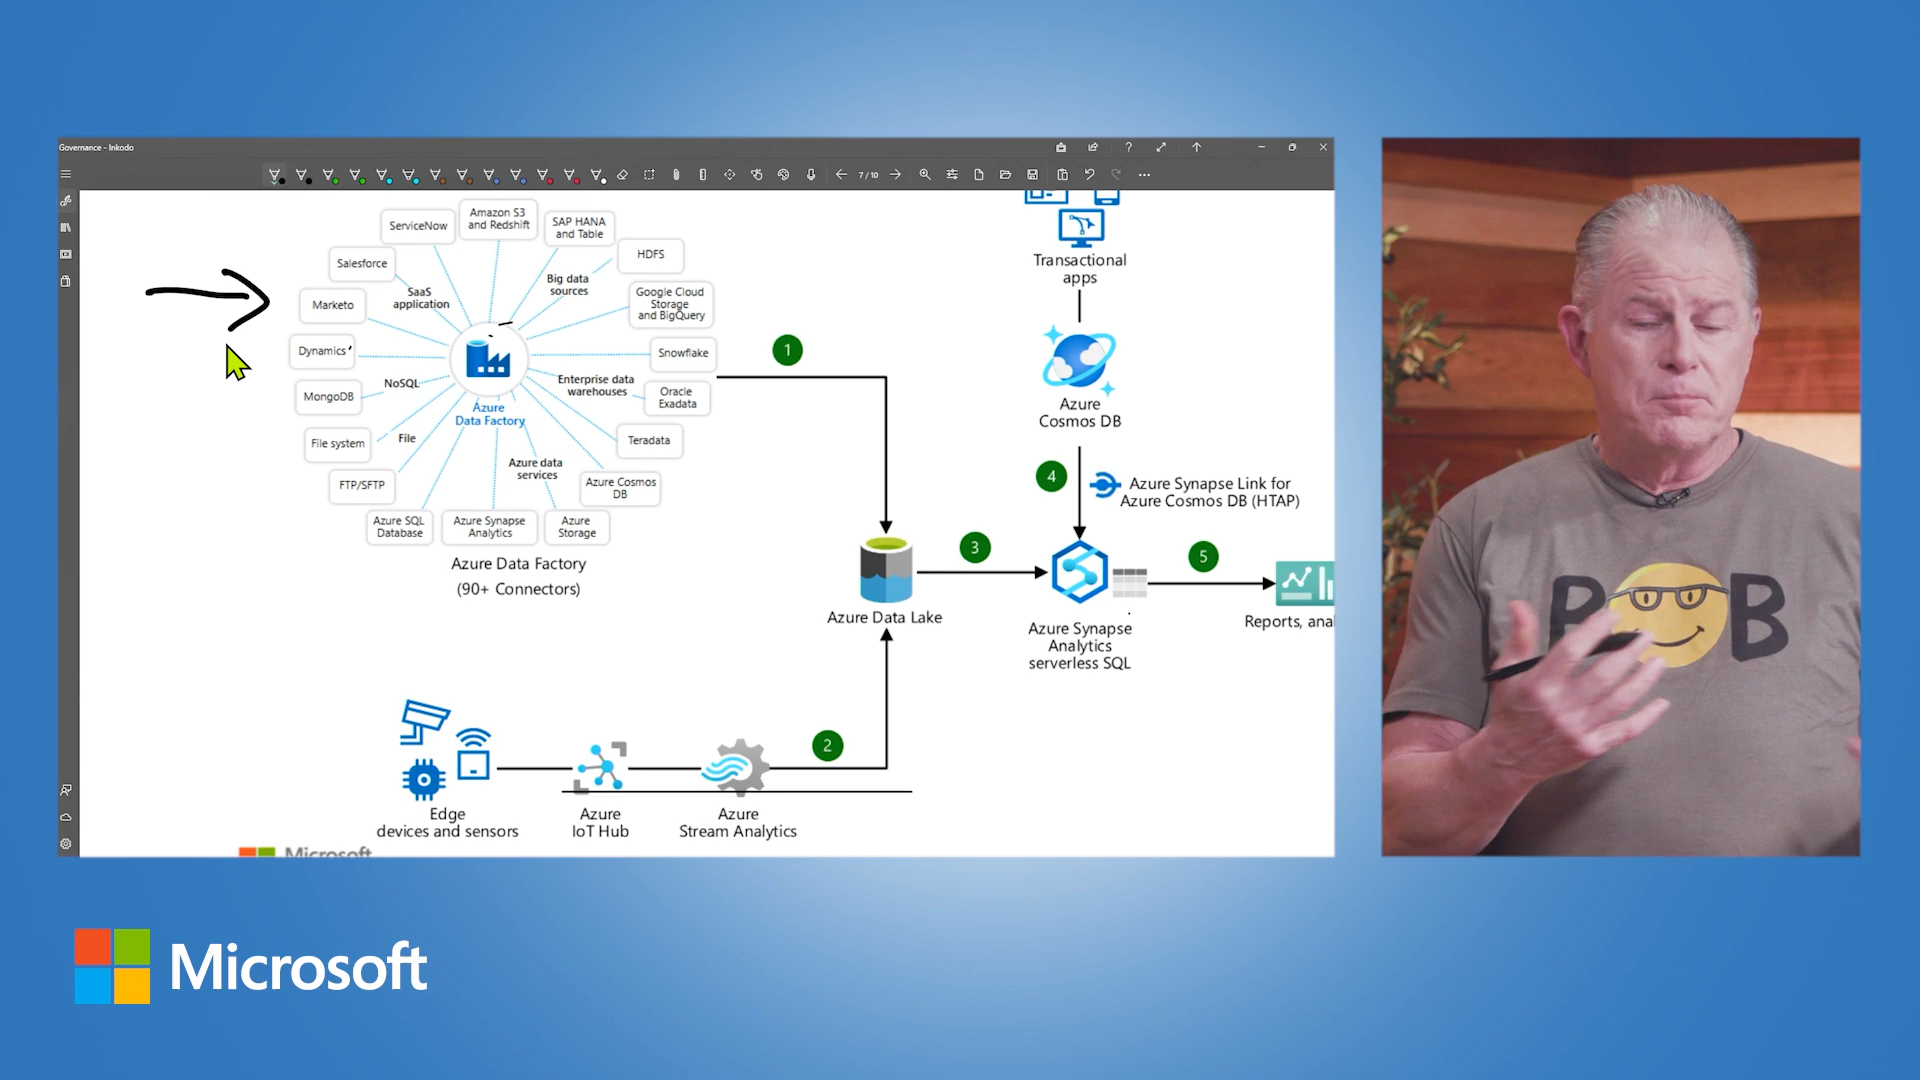 Governance - Inkodo
7 / 10
ServiceNow
Amazon S3
and Redshift
SAP HANA
and Table
HDFS
Salesforce
Big data
sources
SaaS
application
Google Cloud
Storage
and BigQuery
Marketo
Dynamics
Snowflake
NoSQL
Enterprise data
warehouses
MongoDB
Oracle
Exadata
Azure
Data Factory
File system
File
Teradata
Azure data
services
FTP/SFTP
Azure Cosmos
DB
Azure SQL
Database
Azure Synapse
Analytics
Azure
Storage
Azure Data Factory
(90+ Connectors)
1
Transactional
apps
Azure
Cosmos DB
4
Azure Synapse Link for
Azure Cosmos DB (HTAP)
3
5
Azure Data Lake
Azure Synapse
Analytics
serverless SQL
Reports, anal
2
Edge
devices and sensors
Azure
IoT Hub
Azure
Stream Analytics
Microsoft
BOB
Microsoft